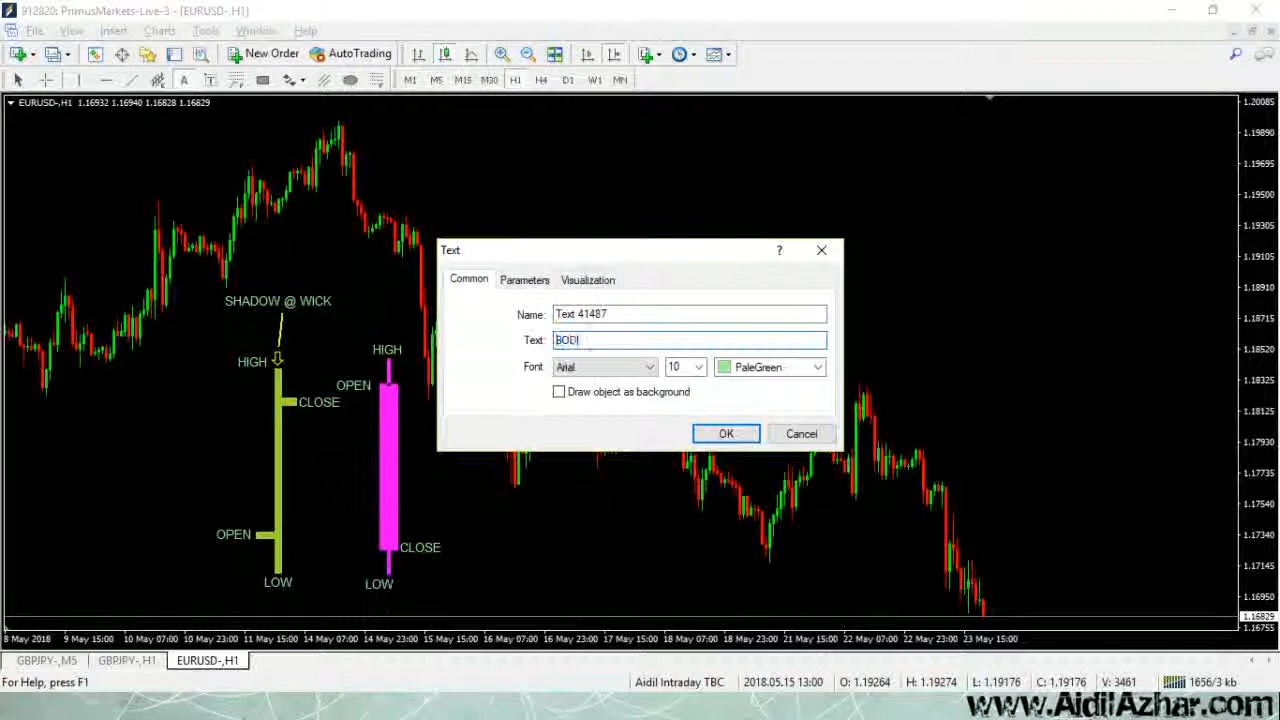 912820: PrimusMarkets-Live-3 - [EURUSD-,H1]
File View Insert Charts Tools Window Help
New Order AutoTrading
A T M1 M5 M15 M30 H1 H4 D1 W1 MN
EURUSD-,H1 1.16932 1.16940 1.16828 1.16829
1.20085
1.19890
1.19695
1.19500
1.19305
1.19105
1.18910
1.18715
1.18520
1.18325
1.18125
1.17930
1.17735
1.17540
1.17340
1.17145
1.16950
1.16829
1.16755
SHADOW @ WICK
HIGH
CLOSE
OPEN
LOW
HIGH
OPEN
CLOSE
LOW
Text ?
Common Parameters Visualization
Name: Text 41487
Text: BODI
Font Arial 10 PaleGreen
Draw object as background
OK Cancel
8 May 2018 9 May 15:00 10 May 07:00 10 May 23:00 11 May 15:00 14 May 07:00 14 May 23:00 15 May 15:00 16 May 07:00 16 May 23:00 17 May 15:00 18 May 07:00 18 May 23:00 21 May 15:00 22 May 07:00 22 May 23:00 23 May 15:00
GBPJPY-,M5 GBPJPY-,H1 EURUSD-,H1
For Help, press F1 Aidil Intraday TBC 2018.05.15 13:00 O: 1.19264 H: 1.19274 L: 1.19176 C: 1.19176 V: 3461 1656/3 kb
www.AidilAzhar.com